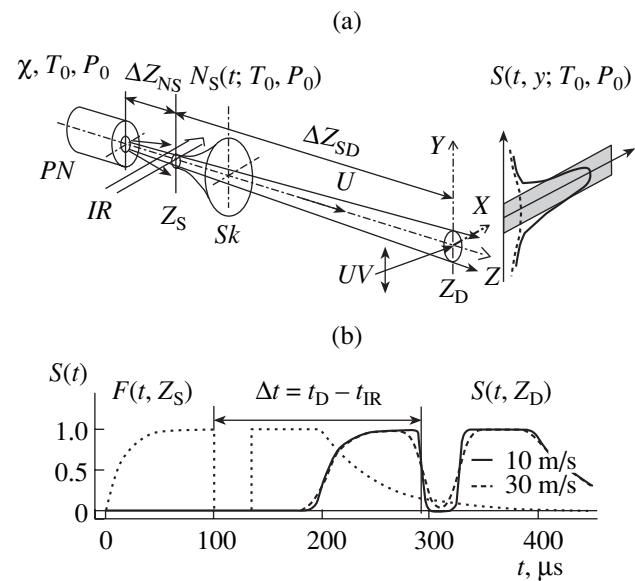 (a)
χ, T0, P0
ΔZNS
NS(t; T0, P0)
S(t, y; T0, P0)
ΔZSD
Y
PN
U
X
IR
ZS
Sk
UV
Z
ZD
(b)
S(t)
F(t, ZS)
Δt = tD – tIR
S(t, ZD)
1.0
0.5
10 m/s
30 m/s
0
0 100 200 300 400
t, μs